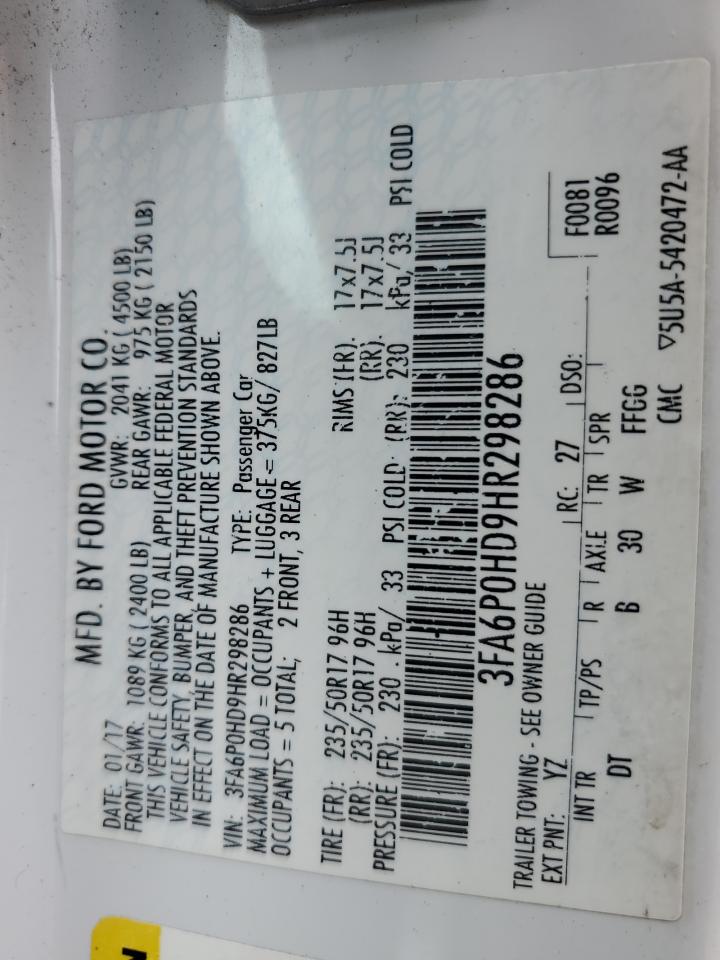 MFD. BY FORD MOTOR CO.
DATE: 01/17 GVWR: 2041 KG ( 4500 LB)
FRONT GAWR: 1089 KG ( 2400 LB) REAR GAWR: 975 KG ( 2150 LB)
THIS VEHICLE CONFORMS TO ALL APPLICABLE FEDERAL MOTOR
VEHICLE SAFETY, BUMPER, AND THEFT PREVENTION STANDARDS
IN EFFECT ON THE DATE OF MANUFACTURE SHOWN ABOVE.
VIN: 3FA6P0HD9HR298286 TYPE: Passenger Car
MAXIMUM LOAD = OCCUPANTS + LUGGAGE = 375KG/ 827LB
OCCUPANTS = 5 TOTAL; 2 FRONT, 3 REAR
TIRE (FR): 235/50R17 96H RIMS (FR). 17x7.5J
(RR): 235/50R17 96H (RR). 17x7.5J
PRESSURE (FR): 230 kPa/ 33 PSI COLD (RR): 230 kPa/ 33 PSI COLD
3FA6P0HD9HR298286
TRAILER TOWING - SEE OWNER GUIDE
EXT PNT: YZ RC: 27 DSO: F0081
R0096
INT TR TP/PS R AXLE TR SPR
DT B 30 W FFGG
CMC ▽5U5A-5420472-AA
N